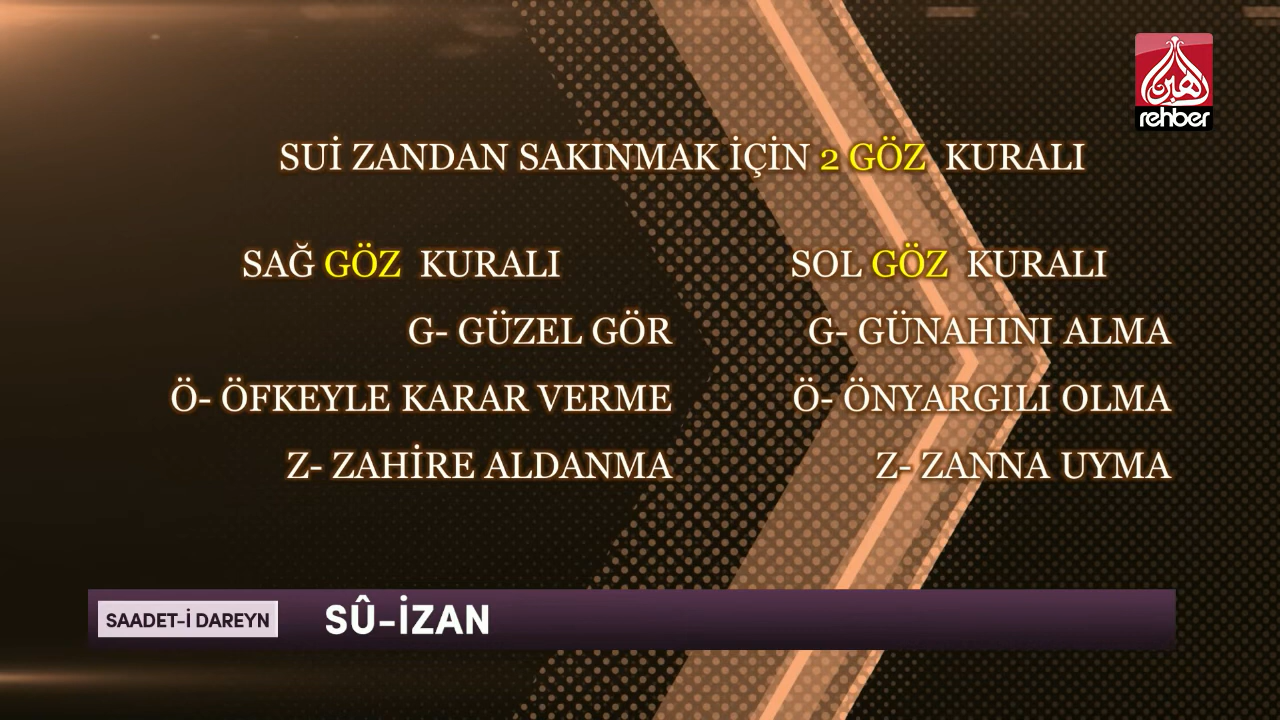 رهبر
rehber
SUİ ZANDAN SAKINMAK İÇİN 2 GÖZ KURALI
SAĞ GÖZ KURALI
G- GÜZEL GÖR
Ö- ÖFKEYLE KARAR VERME
Z- ZAHİRE ALDANMA
SOL GÖZ KURALI
G- GÜNAHINI ALMA
Ö- ÖNYARGILI OLMA
Z- ZANNA UYMA
SAADET-İ DAREYN
SÛ-İZAN